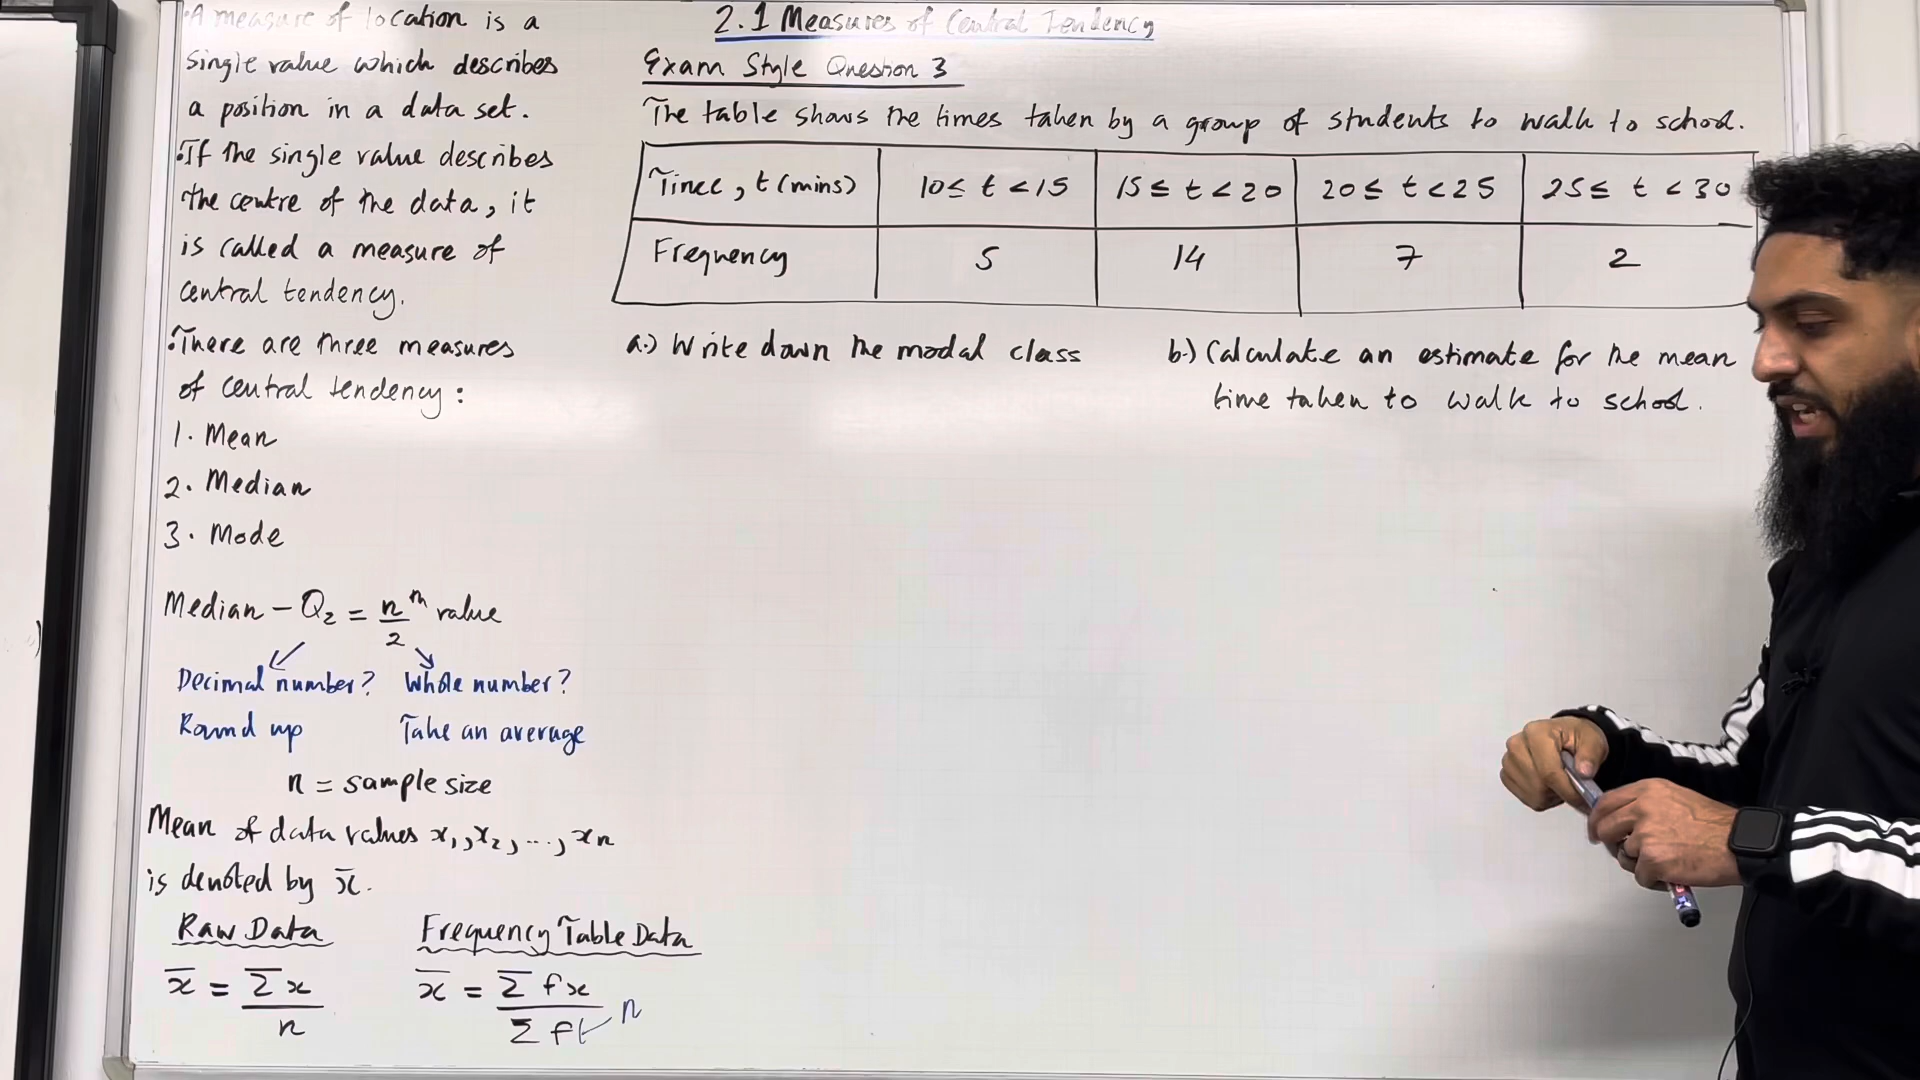 2.1 Measures of Central Tendency
·A measure of location is a
single value which describes
a position in a data set.
·If the single value describes
the centre of the data, it
is called a measure of
central tendency.
·There are three measures
of central tendency:
1. Mean
2. Median
3. Mode
Median – Q₂ = n/2 th value
Decimal number? Whole number?
Round up Take an average
n = sample size
Mean of data values x₁, x₂, ..., xn
is denoted by x̄.
Raw Data Frequency Table Data
x̄ = Σx/n x̄ = Σfx/Σf n
Exam Style Question 3
The table shows the times taken by a group of students to walk to school.
Time, t (mins) 10 ≤ t < 15 15 ≤ t < 20 20 ≤ t < 25 25 ≤ t < 30
Frequency 5 14 7 2
a.) Write down the modal class
b.) Calculate an estimate for the mean
time taken to walk to school.